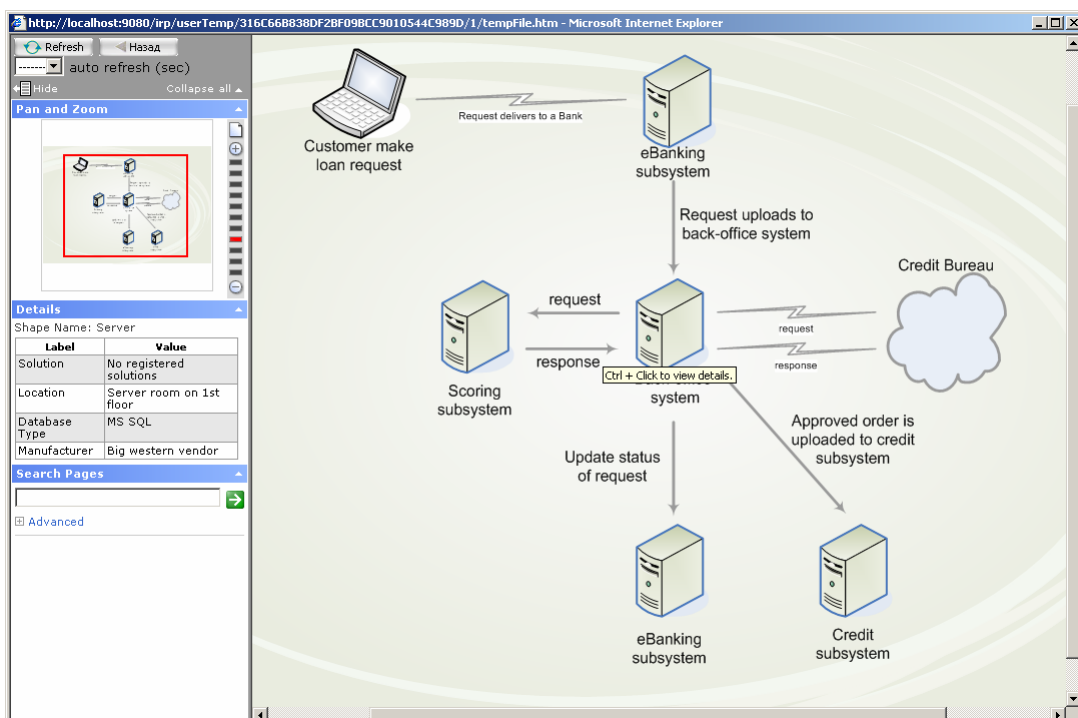 http://localhost:9080/irp/userTemp/316C66B838DF2BF09BCC9010544C989D/1/tempFile.htm - Microsoft Internet Explorer
Refresh
Назад
------- auto refresh (sec)
Hide
Collapse all
Pan and Zoom
Details
Shape Name: Server
Label Value
Solution No registered
solutions
Location Server room on 1st
floor
Database MS SQL
Type
Manufacturer Big western vendor
Search Pages
Advanced
Customer make
loan request
Request delivers to a Bank
eBanking
subsystem
Request uploads to
back-office system
Credit Bureau
request
response
Scoring
subsystem
Ctrl + Click to view details.
system
request
response
Approved order is
uploaded to credit
subsystem
Update status
of request
eBanking
subsystem
Credit
subsystem